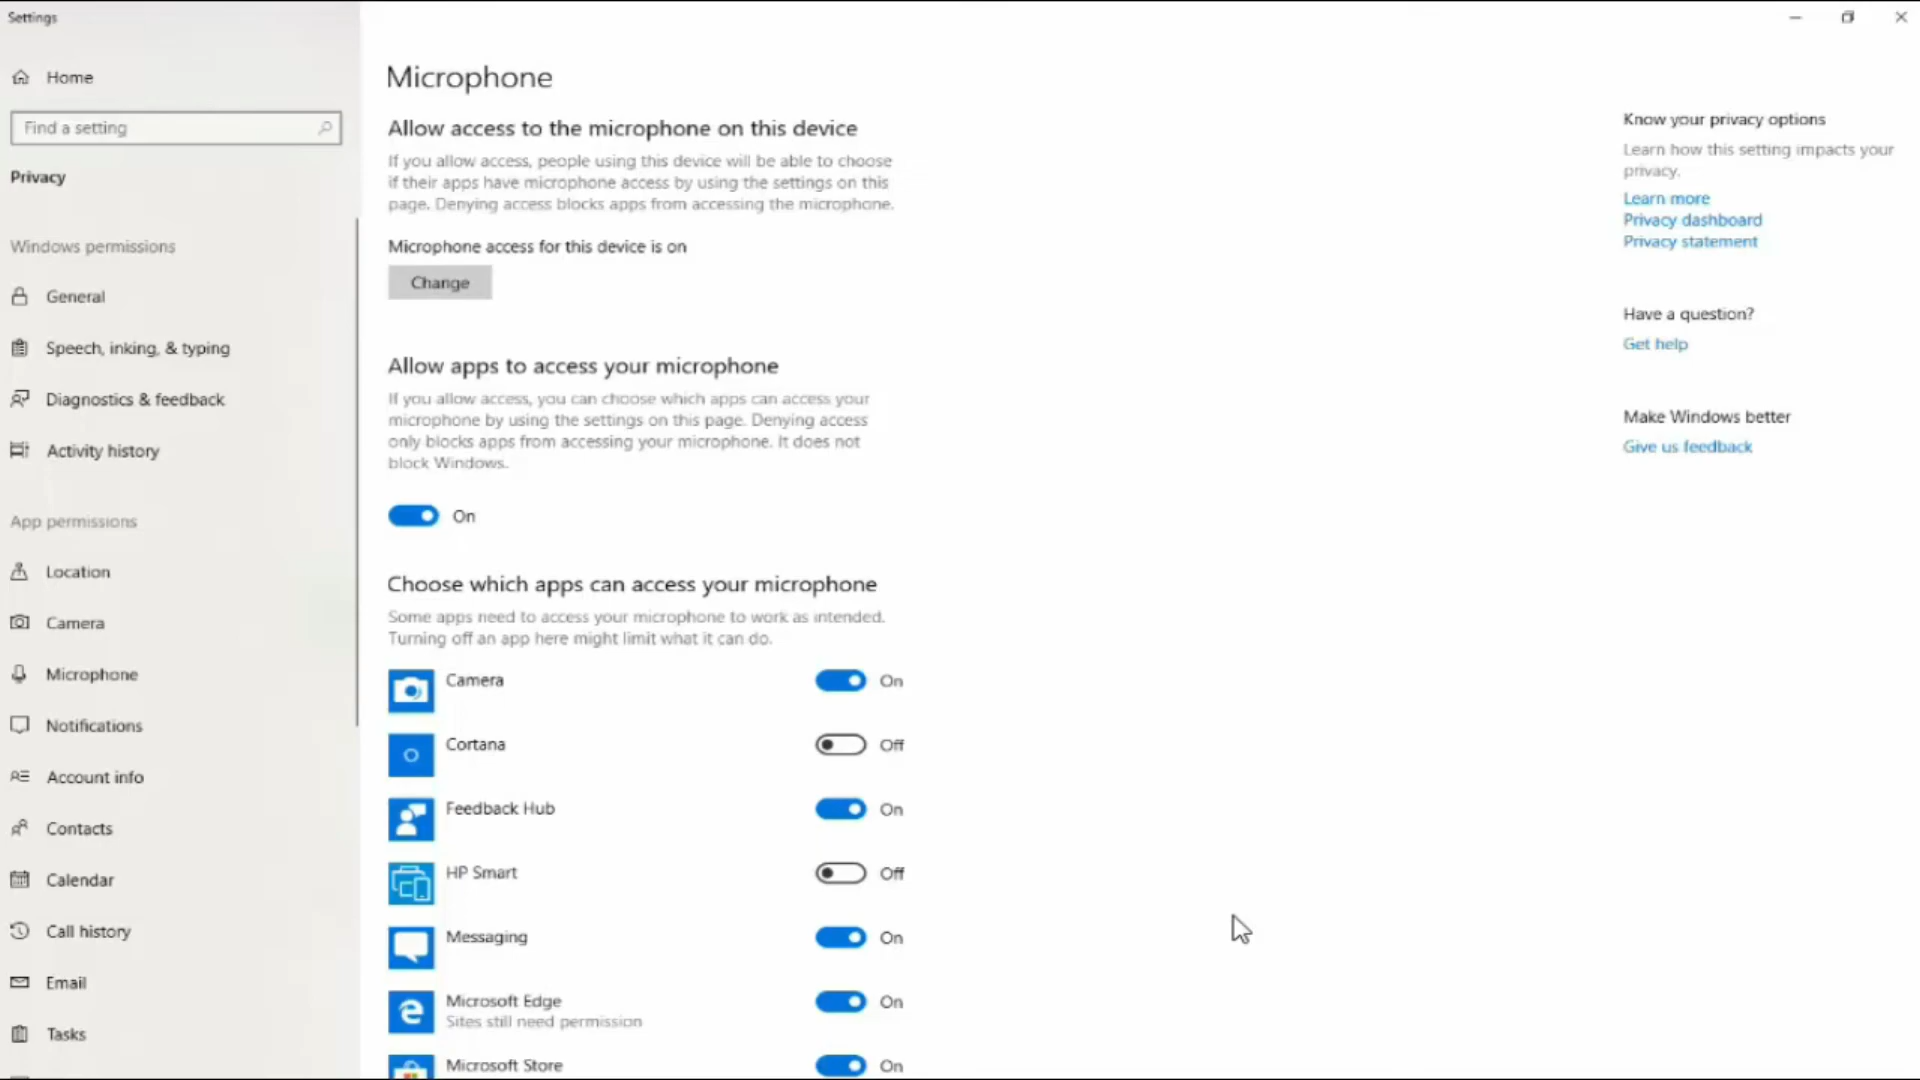 Settings
Home
Find a setting
Privacy
Windows permissions
General
Speech, inking, & typing
Diagnostics & feedback
Activity history
App permissions
Location
Camera
Microphone
Notifications
Account info
Contacts
Calendar
Call history
Email
Tasks
Microphone
Allow access to the microphone on this device
If you allow access, people using this device will be able to choose
if their apps have microphone access by using the settings on this
page. Denying access blocks apps from accessing the microphone.
Microphone access for this device is on
Change
Allow apps to access your microphone
If you allow access, you can choose which apps can access your
microphone by using the settings on this page. Denying access
only blocks apps from accessing your microphone. It does not
block Windows.
On
Choose which apps can access your microphone
Some apps need to access your microphone to work as intended.
Turning off an app here might limit what it can do.
Camera On
Cortana Off
Feedback Hub On
HP Smart Off
Messaging On
Microsoft Edge On
Sites still need permission
Microsoft Store On
Know your privacy options
Learn how this setting impacts your
privacy.
Learn more
Privacy dashboard
Privacy statement
Have a question?
Get help
Make Windows better
Give us feedback